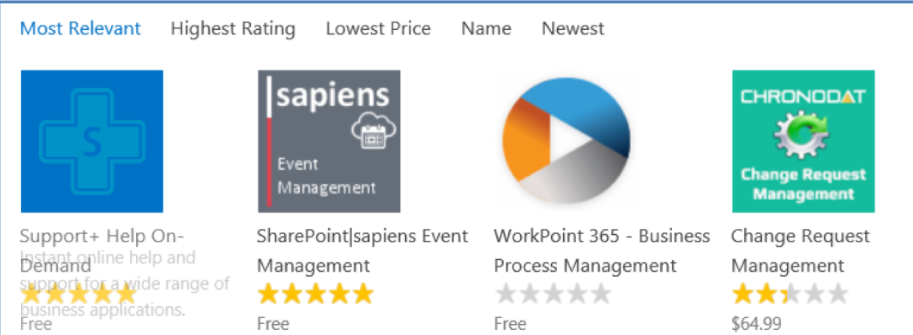 Most Relevant Highest Rating Lowest Price Name Newest
S
sapiens
Event
Management
CHRONODAT
Change Request
Management
Support+ Help On-
Demand
Instant online help and
support for a wide range of
business applications.
Free
SharePoint|sapiens Event
Management
Free
WorkPoint 365 - Business
Process Management
Free
Change Request
Management
$64.99